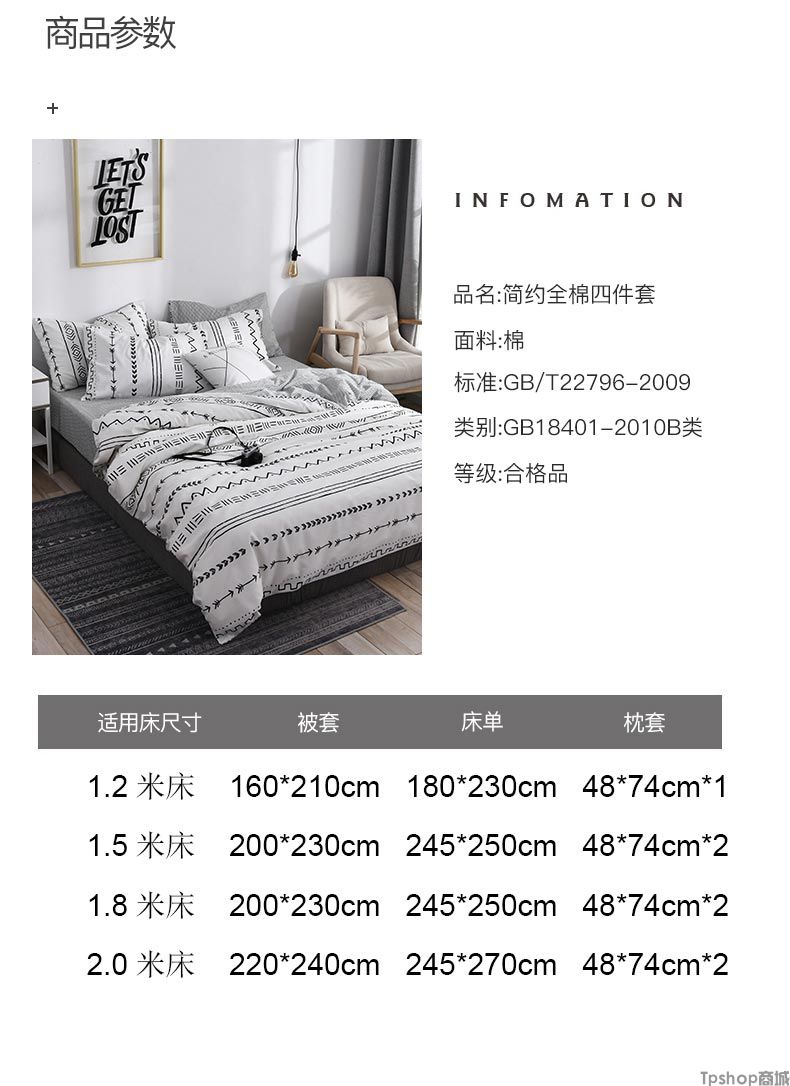 商品参数
+
LET'S
GET
LOST
INFOMATION
品名:简约全棉四件套
面料:棉
标准:GB/T22796-2009
类别:GB18401-2010B类
等级:合格品
适用床尺寸 被套 床单 枕套
1.2 米床 160*210cm 180*230cm 48*74cm*1
1.5 米床 200*230cm 245*250cm 48*74cm*2
1.8 米床 200*230cm 245*250cm 48*74cm*2
2.0 米床 220*240cm 245*270cm 48*74cm*2
Tpshop商城